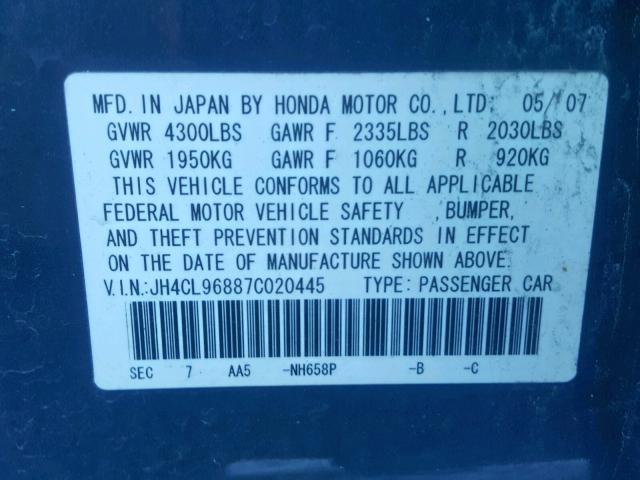 MFD. IN JAPAN BY HONDA MOTOR CO., LTD: 05/07
GVWR 4300LBS GAWR F 2335LBS R 2030LBS
GVWR 1950KG GAWR F 1060KG R 920KG
THIS VEHICLE CONFORMS TO ALL APPLICABLE
FEDERAL MOTOR VEHICLE SAFETY , BUMPER,
AND THEFT PREVENTION STANDARDS IN EFFECT
ON THE DATE OF MANUFACTURE SHOWN ABOVE.
V.I.N.:JH4CL96887C020445 TYPE: PASSENGER CAR
SEC 7 AA5 -NH658P -B -C